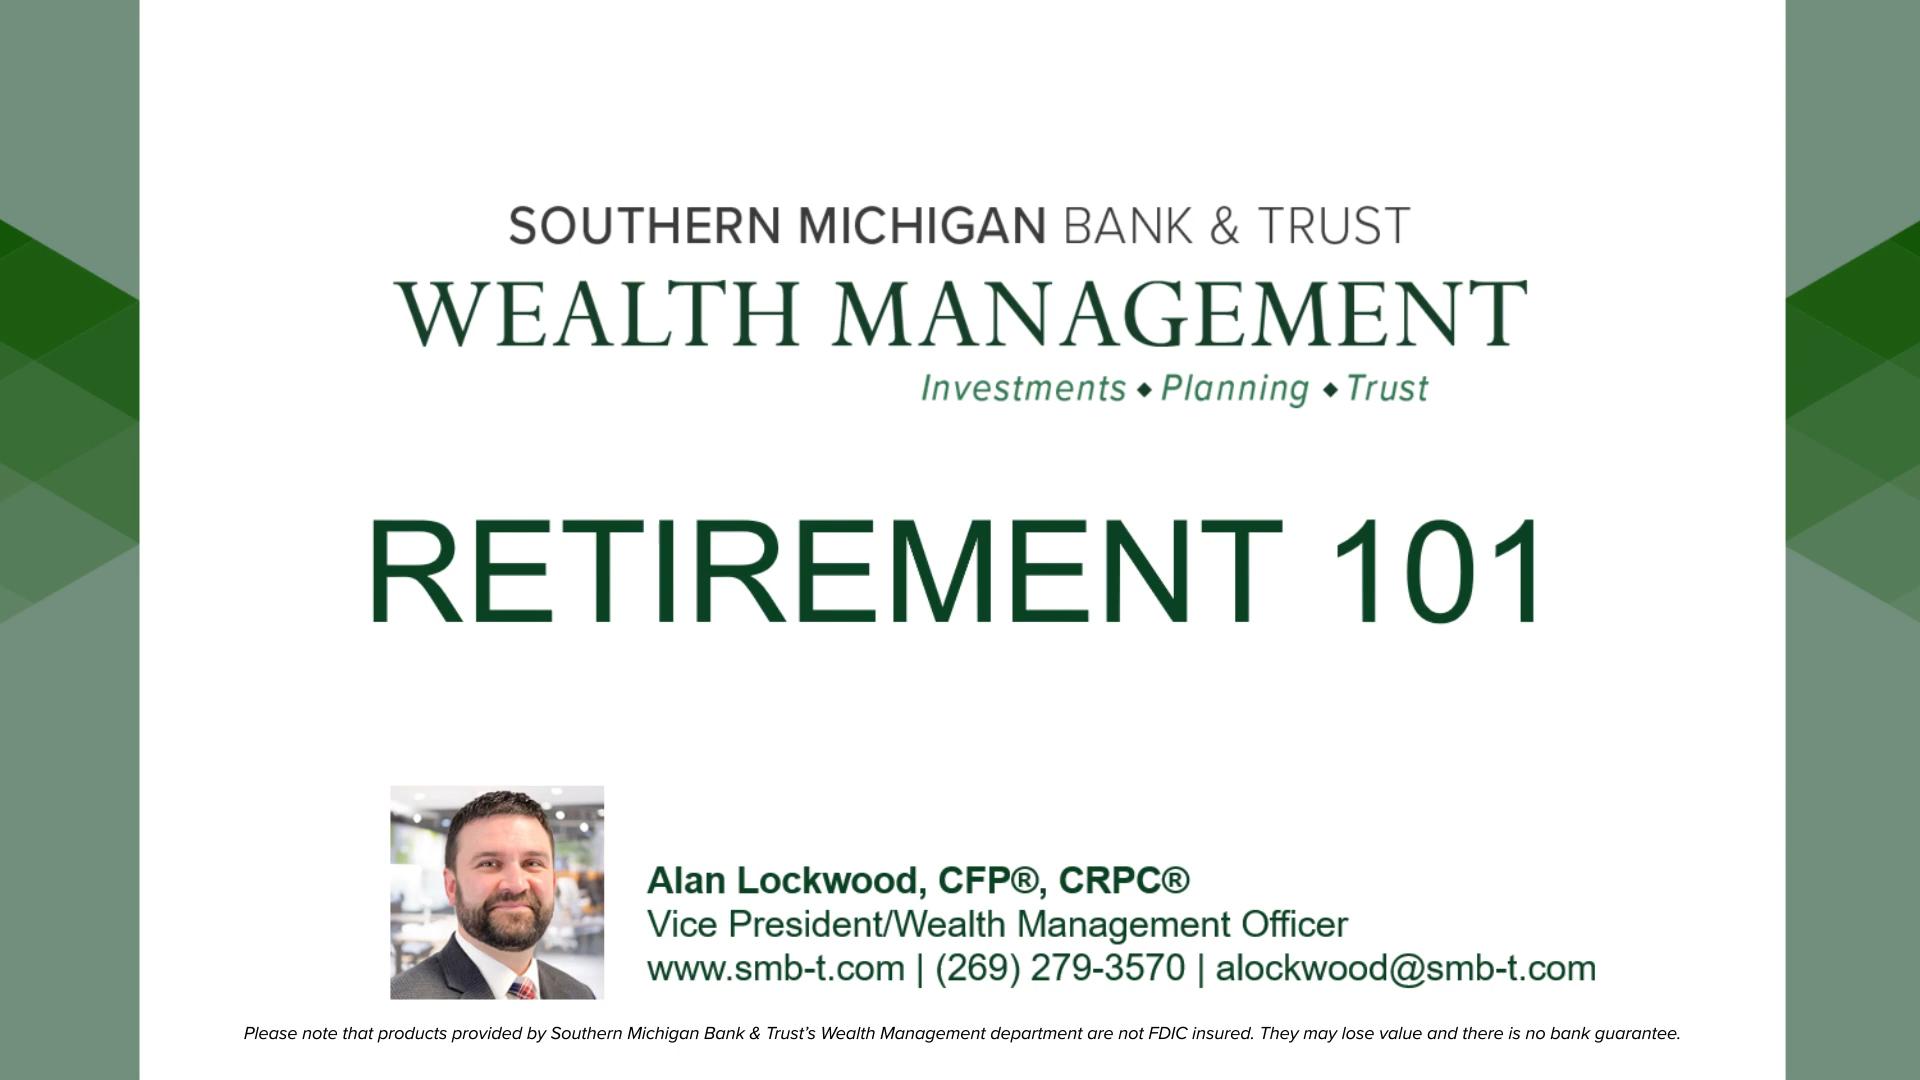 SOUTHERN MICHIGAN BANK & TRUST
WEALTH MANAGEMENT
Investments ◆ Planning ◆ Trust
RETIREMENT 101
Alan Lockwood, CFP®, CRPC®
Vice President/Wealth Management Officer
www.smb-t.com | (269) 279-3570 | alockwood@smb-t.com
Please note that products provided by Southern Michigan Bank & Trust’s Wealth Management department are not FDIC insured. They may lose value and there is no bank guarantee.